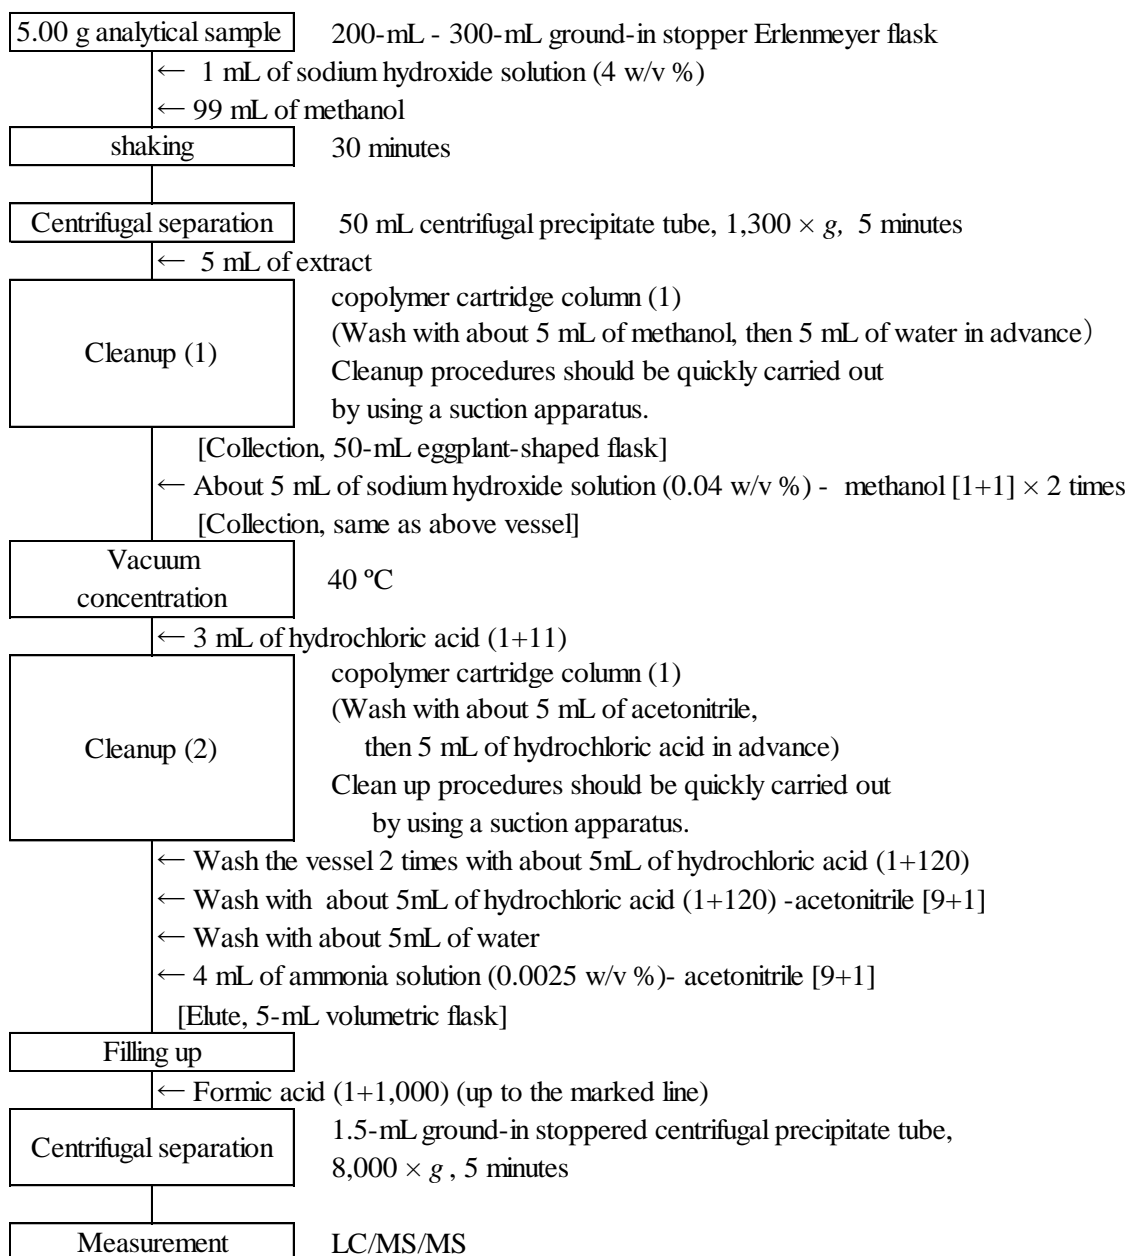 5.00 g analytical sample 200-mL - 300-mL ground-in stopper Erlenmeyer flask
← 1 mL of sodium hydroxide solution (4 w/v %)
← 99 mL of methanol
shaking 30 minutes
Centrifugal separation 50 mL centrifugal precipitate tube, 1,300 × g, 5 minutes
← 5 mL of extract
copolymer cartridge column (1)
(Wash with about 5 mL of methanol, then 5 mL of water in advance）
Cleanup (1)
Cleanup procedures should be quickly carried out
by using a suction apparatus.
[Collection, 50-mL eggplant-shaped flask]
← About 5 mL of sodium hydroxide solution (0.04 w/v %) - methanol [1+1] × 2 times
[Collection, same as above vessel]
Vacuum
concentration
40 ºC
← 3 mL of hydrochloric acid (1+11)
copolymer cartridge column (1)
(Wash with about 5 mL of acetonitrile,
then 5 mL of hydrochloric acid in advance)
Cleanup (2)
Clean up procedures should be quickly carried out
by using a suction apparatus.
← Wash the vessel 2 times with about 5mL of hydrochloric acid (1+120)
← Wash with about 5mL of hydrochloric acid (1+120) -acetonitrile [9+1]
← Wash with about 5mL of water
← 4 mL of ammonia solution (0.0025 w/v %)- acetonitrile [9+1]
[Elute, 5-mL volumetric flask]
Filling up
← Formic acid (1+1,000) (up to the marked line)
Centrifugal separation
1.5-mL ground-in stoppered centrifugal precipitate tube,
8,000 × g , 5 minutes
Measurement LC/MS/MS